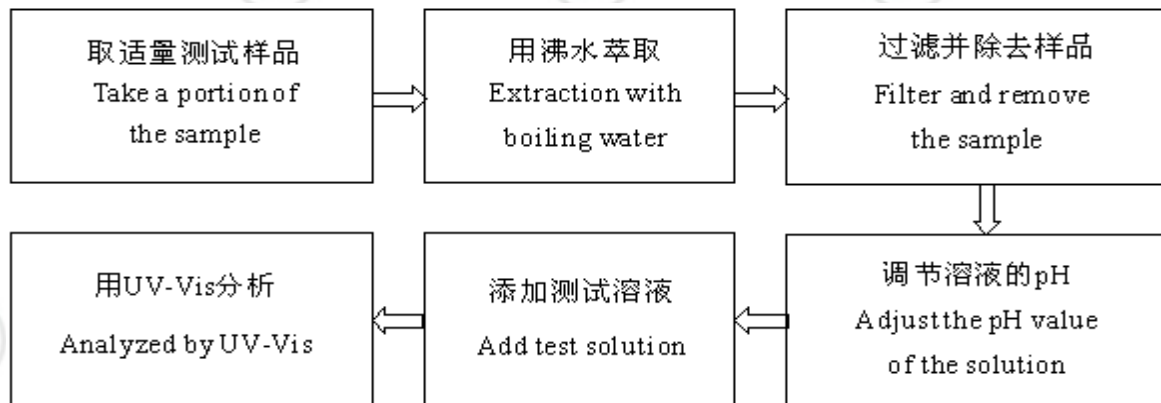 取适量测试样品
Take a portion of
the sample
用沸水萃取
Extraction with
boiling water
过滤并除去样品
Filter and remove
the sample
调节溶液的pH
Adjust the pH value
of the solution
添加测试溶液
Add test solution
用UV-Vis分析
Analyzed by UV-Vis